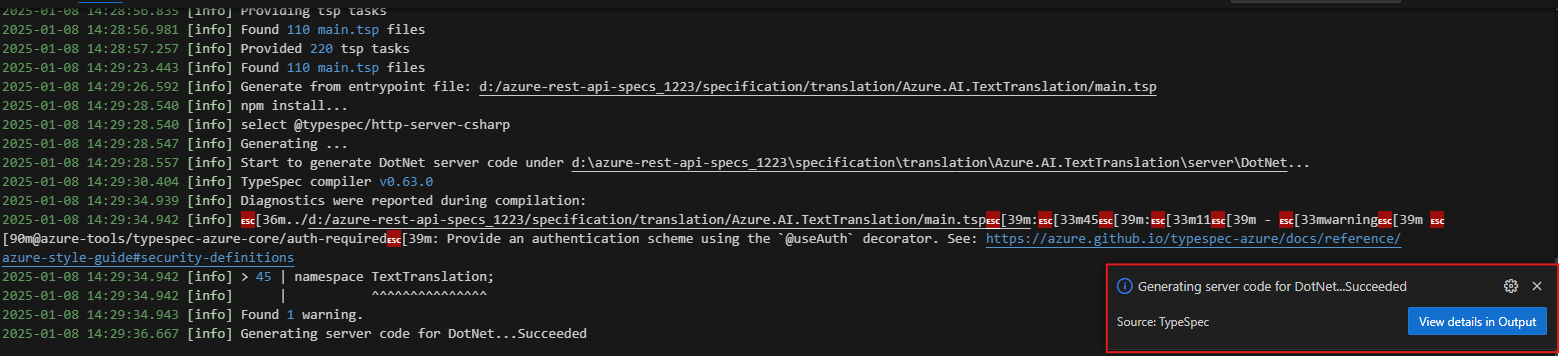 2025-01-08 14:28:56.835 [info] Providing tsp tasks
2025-01-08 14:28:56.981 [info] Found 110 main.tsp files
2025-01-08 14:28:57.257 [info] Provided 220 tsp tasks
2025-01-08 14:29:23.443 [info] Found 110 main.tsp files
2025-01-08 14:29:26.592 [info] Generate from entrypoint file: d:/azure-rest-api-specs_1223/specification/translation/Azure.AI.TextTranslation/main.tsp
2025-01-08 14:29:28.540 [info] npm install...
2025-01-08 14:29:28.540 [info] select @typespec/http-server-csharp
2025-01-08 14:29:28.547 [info] Generating ...
2025-01-08 14:29:28.557 [info] Start to generate DotNet server code under d:\azure-rest-api-specs_1223\specification\translation\Azure.AI.TextTranslation\server\DotNet...
2025-01-08 14:29:30.404 [info] TypeSpec compiler v0.63.0
2025-01-08 14:29:34.939 [info] Diagnostics were reported during compilation:
2025-01-08 14:29:34.942 [info] ESC[36m../d:/azure-rest-api-specs_1223/specification/translation/Azure.AI.TextTranslation/main.tspESC[39m:ESC[33m45ESC[39m:ESC[33m11ESC[39m - ESC[33mwarningESC[39m ESC
[90m@azure-tools/typespec-azure-core/auth-requiredESC[39m: Provide an authentication scheme using the `@useAuth` decorator. See: https://azure.github.io/typespec-azure/docs/reference/
azure-style-guide#security-definitions
2025-01-08 14:29:34.942 [info] > 45 | namespace TextTranslation;
2025-01-08 14:29:34.942 [info]      |           ^^^^^^^^^^^^^^^
2025-01-08 14:29:34.943 [info] Found 1 warning.
2025-01-08 14:29:36.667 [info] Generating server code for DotNet...Succeeded
Generating server code for DotNet...Succeeded
Source: TypeSpec
View details in Output